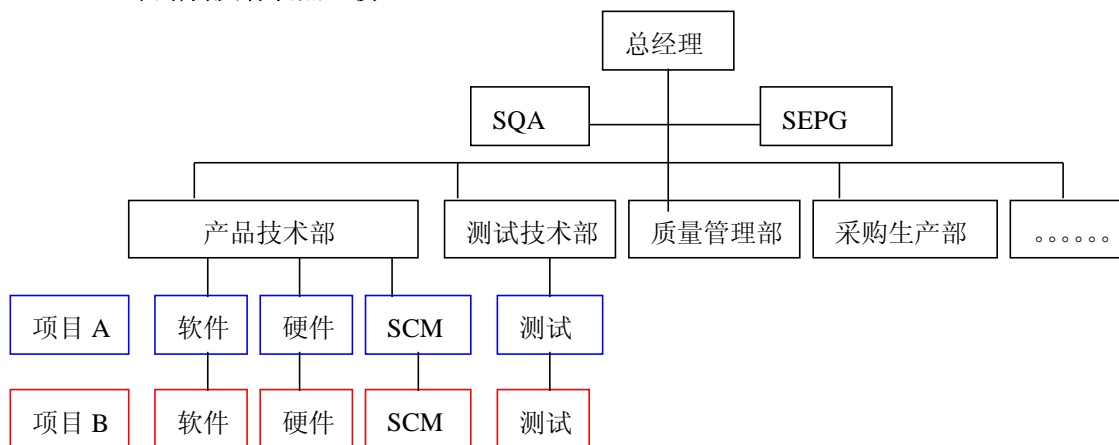 总经理
SQA SEPG
产品技术部 测试技术部 质量管理部 采购生产部 。。。。。。
项目 A 软件 硬件 SCM 测试
项目 B 软件 硬件 SCM 测试